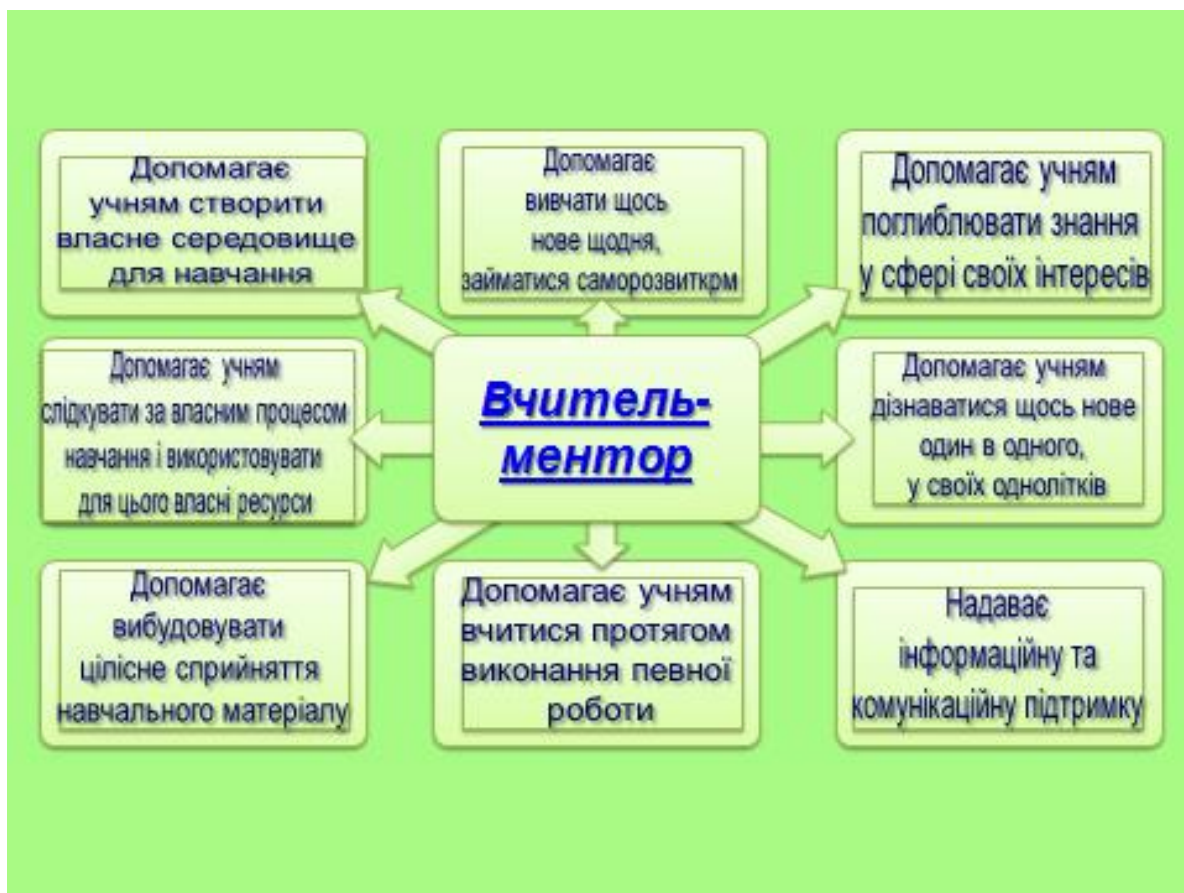 Допомагає
учням створити
власне середовище
для навчання
Допомагає
вивчати щось
нове щодня,
займатися саморозвиткрм
Допомагає учням
поглиблювати знання
у сфері своїх інтересів
Допомагає учням
слідкувати за власним процесом
навчання і використовувати
для цього власні ресурси
Вчитель-
ментор
Допомагає учням
дізнаватися щось нове
один в одного,
у своїх однолітків
Допомагає
вибудовувати
цілісне сприйняття
навчального матеріалу
Допомагає учням
вчитися протягом
виконання певної
роботи
Надаває
інформаційну та
комунікаційну підтримку